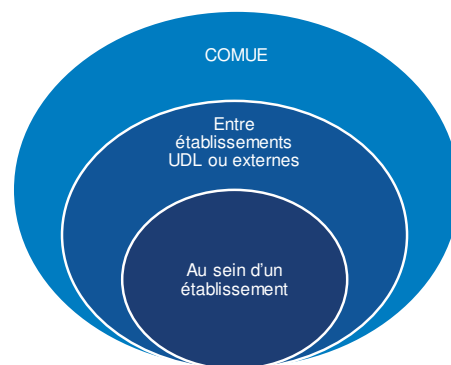 COMUE
Entre
établissements
UDL ou externes
Au sein d'un
établissement